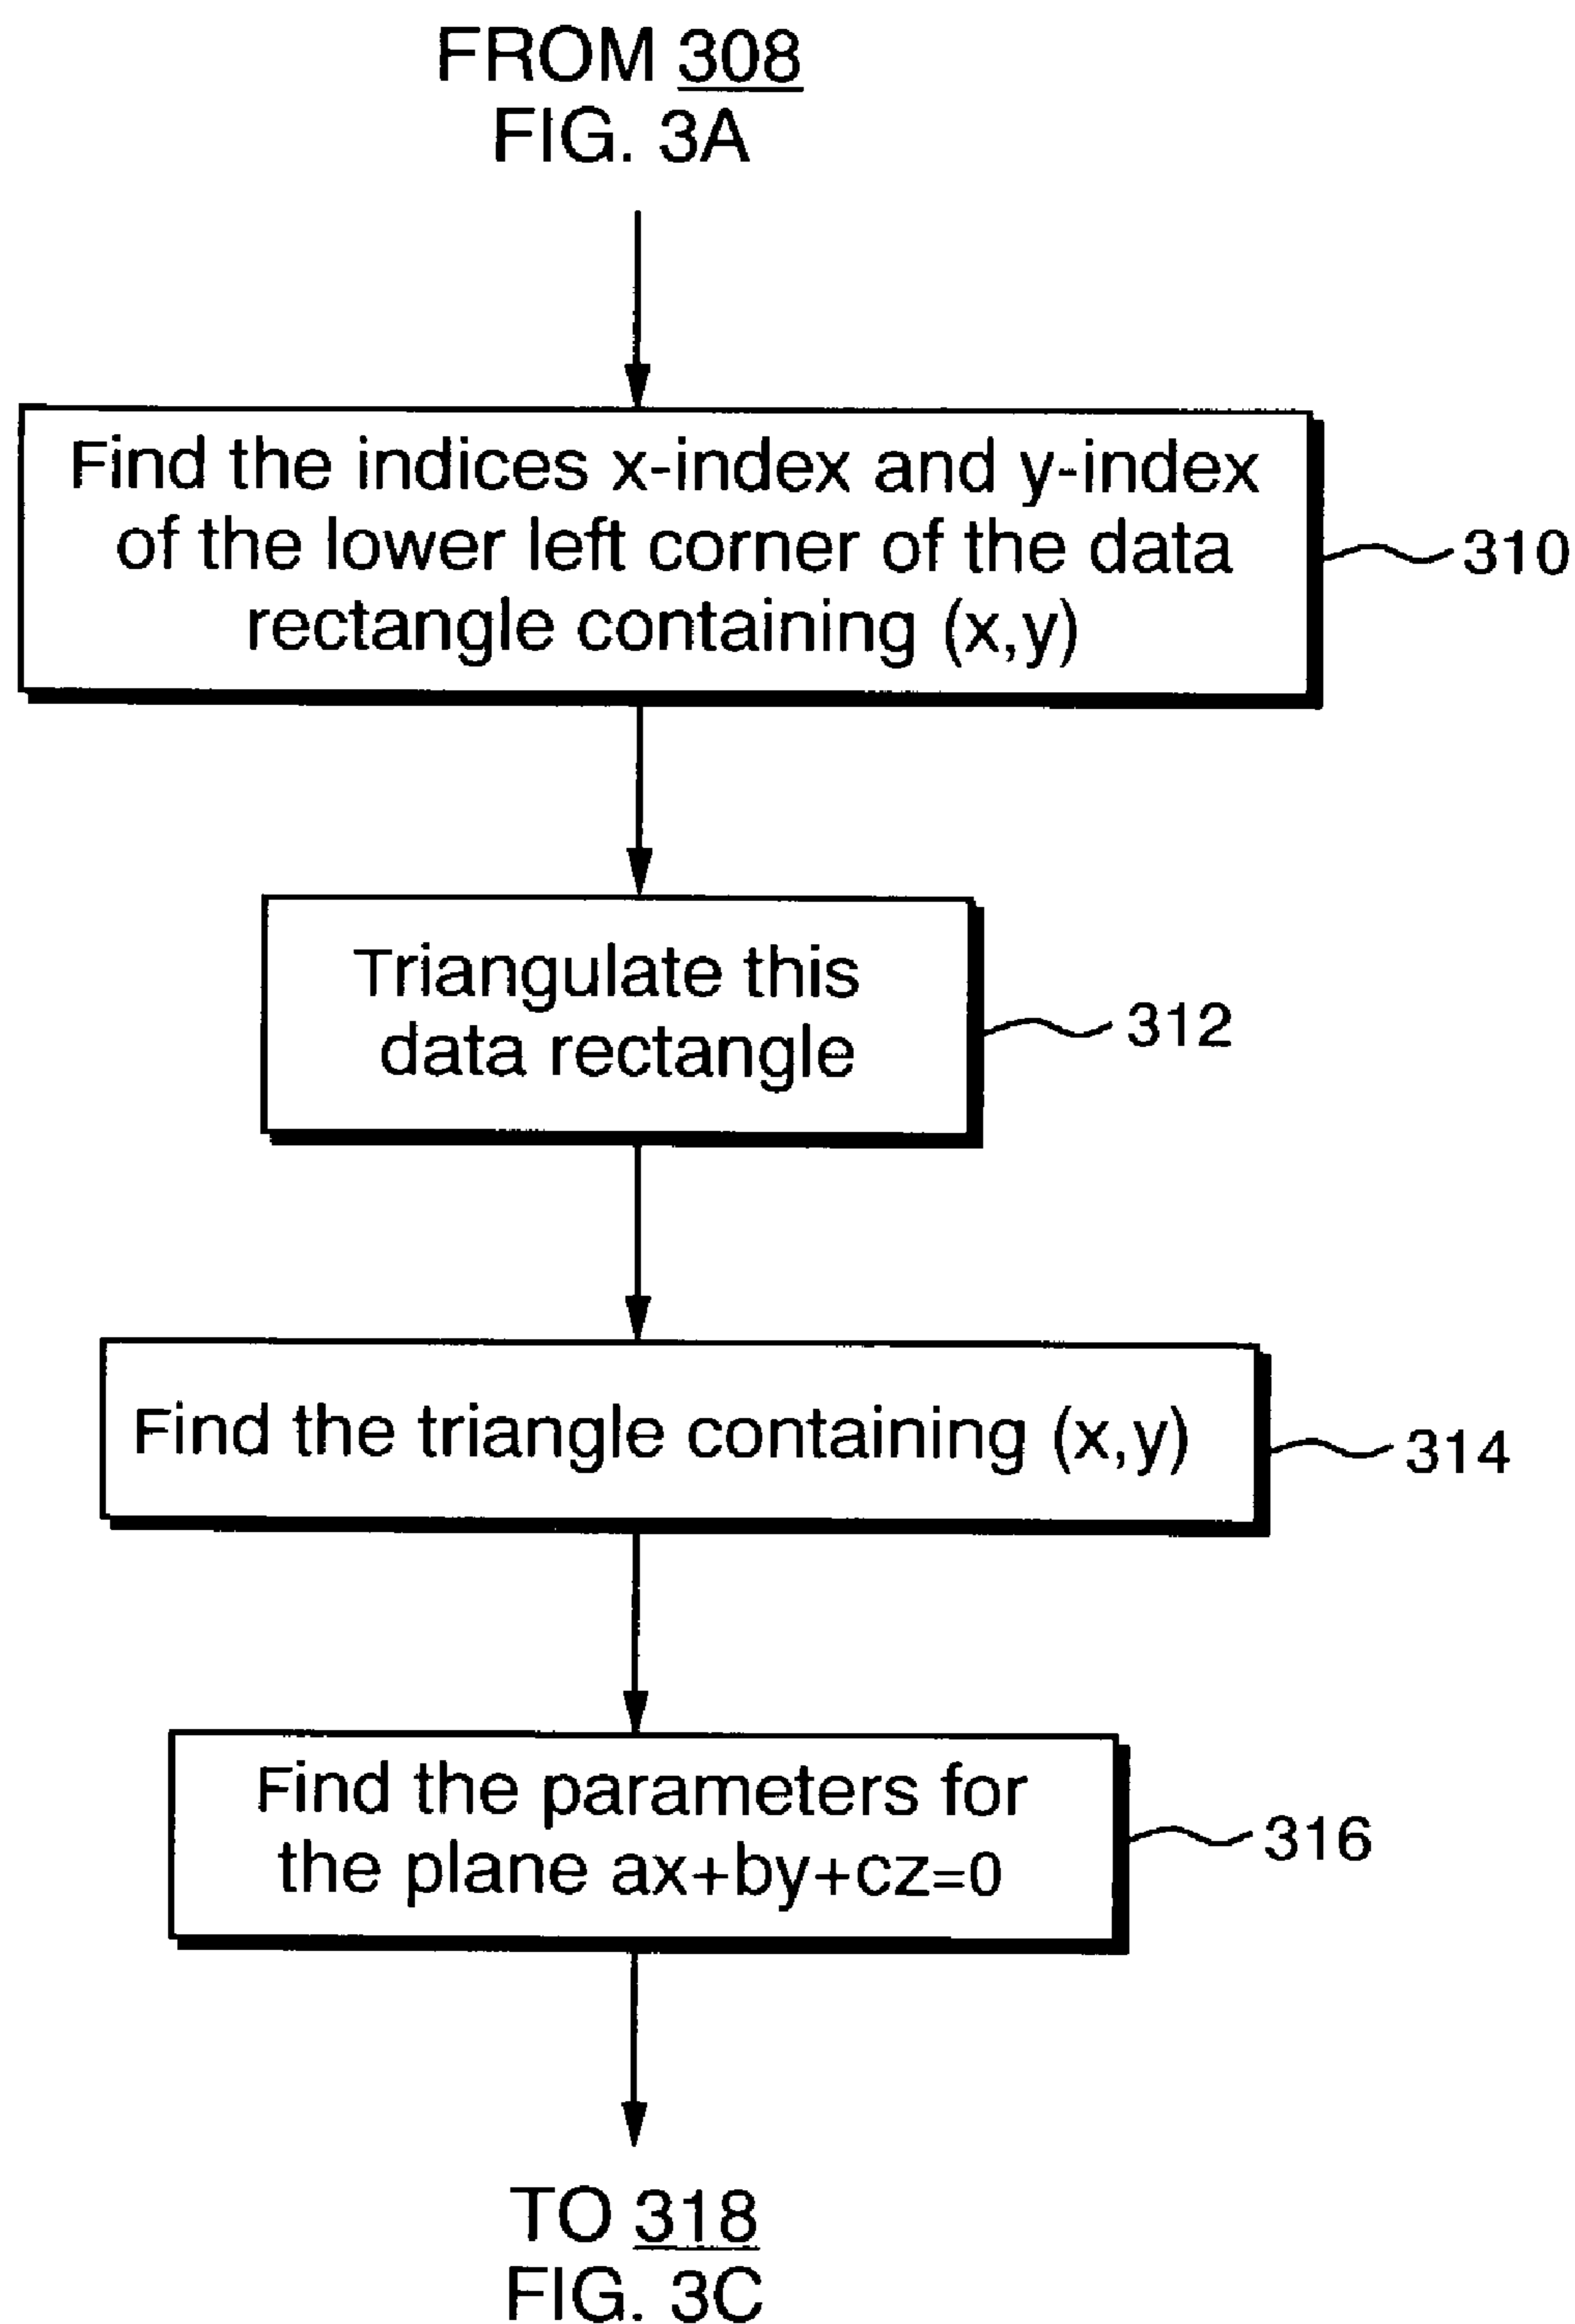 FROM 308
FIG. 3A
Find the indices x-index and y-index
of the lower left corner of the data
rectangle containing (x,y)
310
Triangulate this
data rectangle
312
Find the triangle containing (x,y)
314
Find the parameters for
the plane ax+by+cz=0
316
TO 318
FIG. 3C